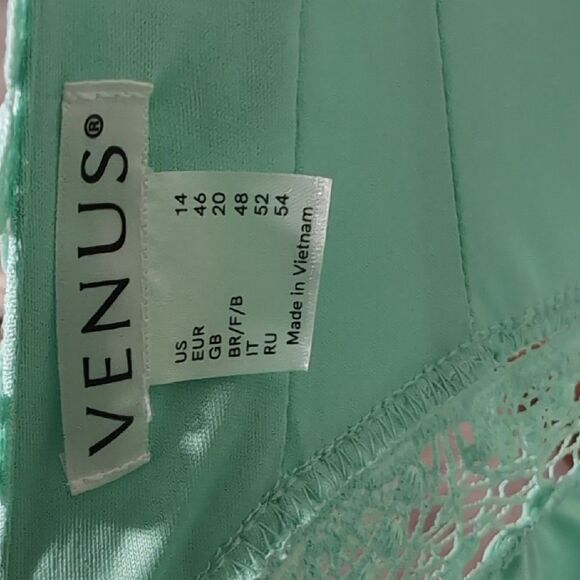 VENUS®
US 14
EUR 46
GB 20
BR/F/B 48
IT 52
RU 54
Made in Vietnam